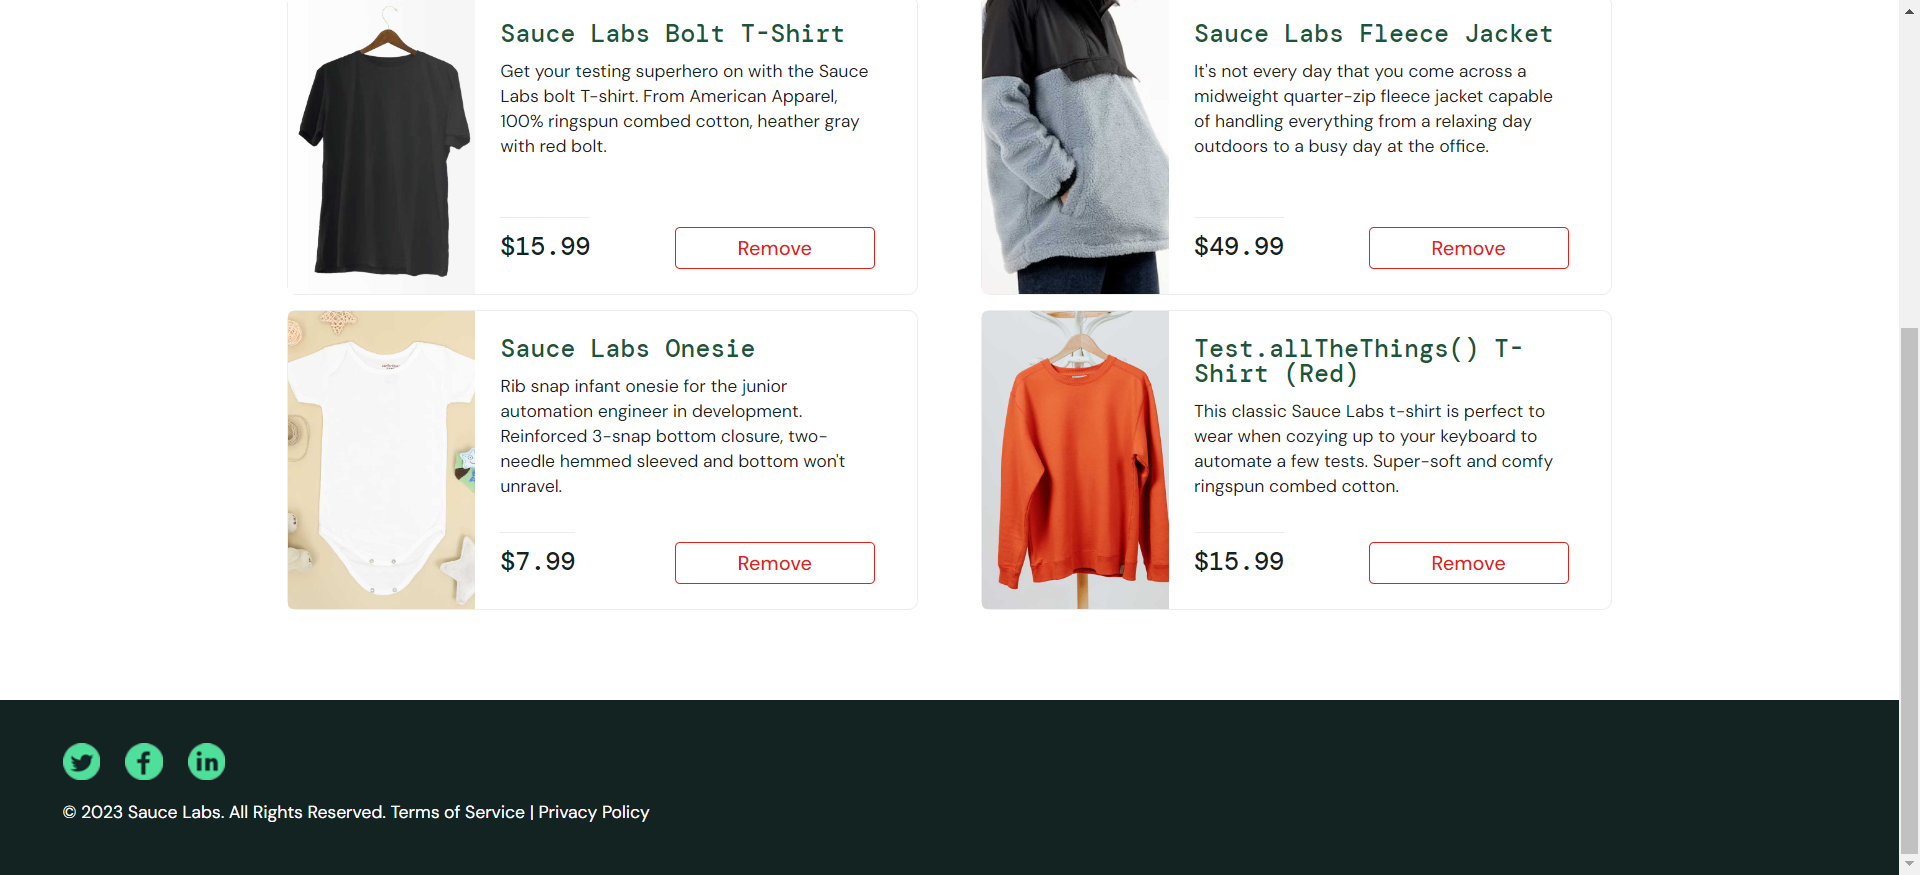 Sauce Labs Bolt T-Shirt
Get your testing superhero on with the Sauce
Labs bolt T-shirt. From American Apparel,
100% ringspun combed cotton, heather gray
with red bolt.
$15.99
Remove
Sauce Labs Fleece Jacket
It's not every day that you come across a
midweight quarter-zip fleece jacket capable
of handling everything from a relaxing day
outdoors to a busy day at the office.
$49.99
Remove
Sauce Labs Onesie
Rib snap infant onesie for the junior
automation engineer in development.
Reinforced 3-snap bottom closure, two-
needle hemmed sleeved and bottom won't
unravel.
$7.99
Remove
Test.allTheThings() T-
Shirt (Red)
This classic Sauce Labs t-shirt is perfect to
wear when cozying up to your keyboard to
automate a few tests. Super-soft and comfy
ringspun combed cotton.
$15.99
Remove
© 2023 Sauce Labs. All Rights Reserved. Terms of Service | Privacy Policy